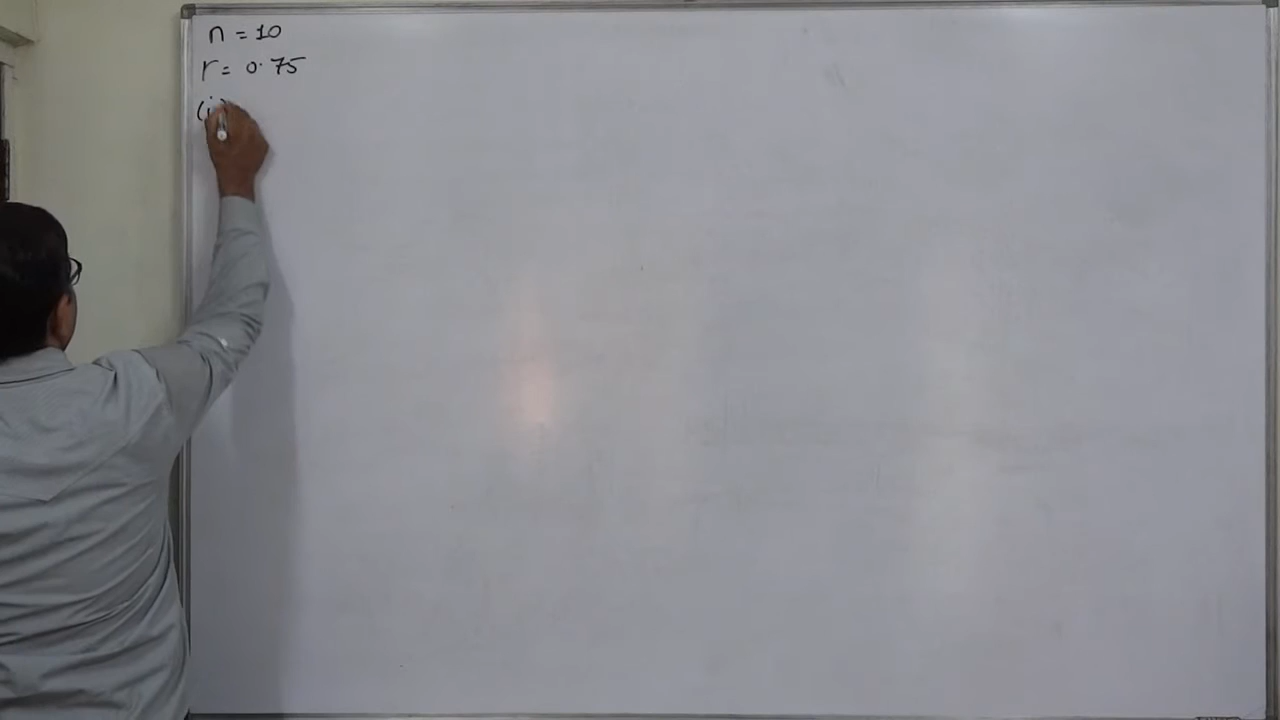 n = 10
r = 0.75
(i)